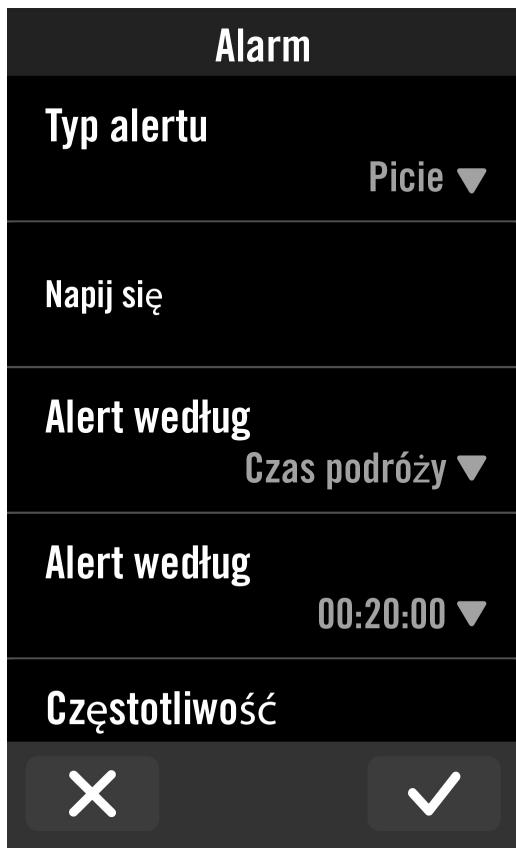 Alarm
Typ alertu
Picie
Napij się
Alert według
Czas podróży
Alert według
00:20:00
Częstotliwość